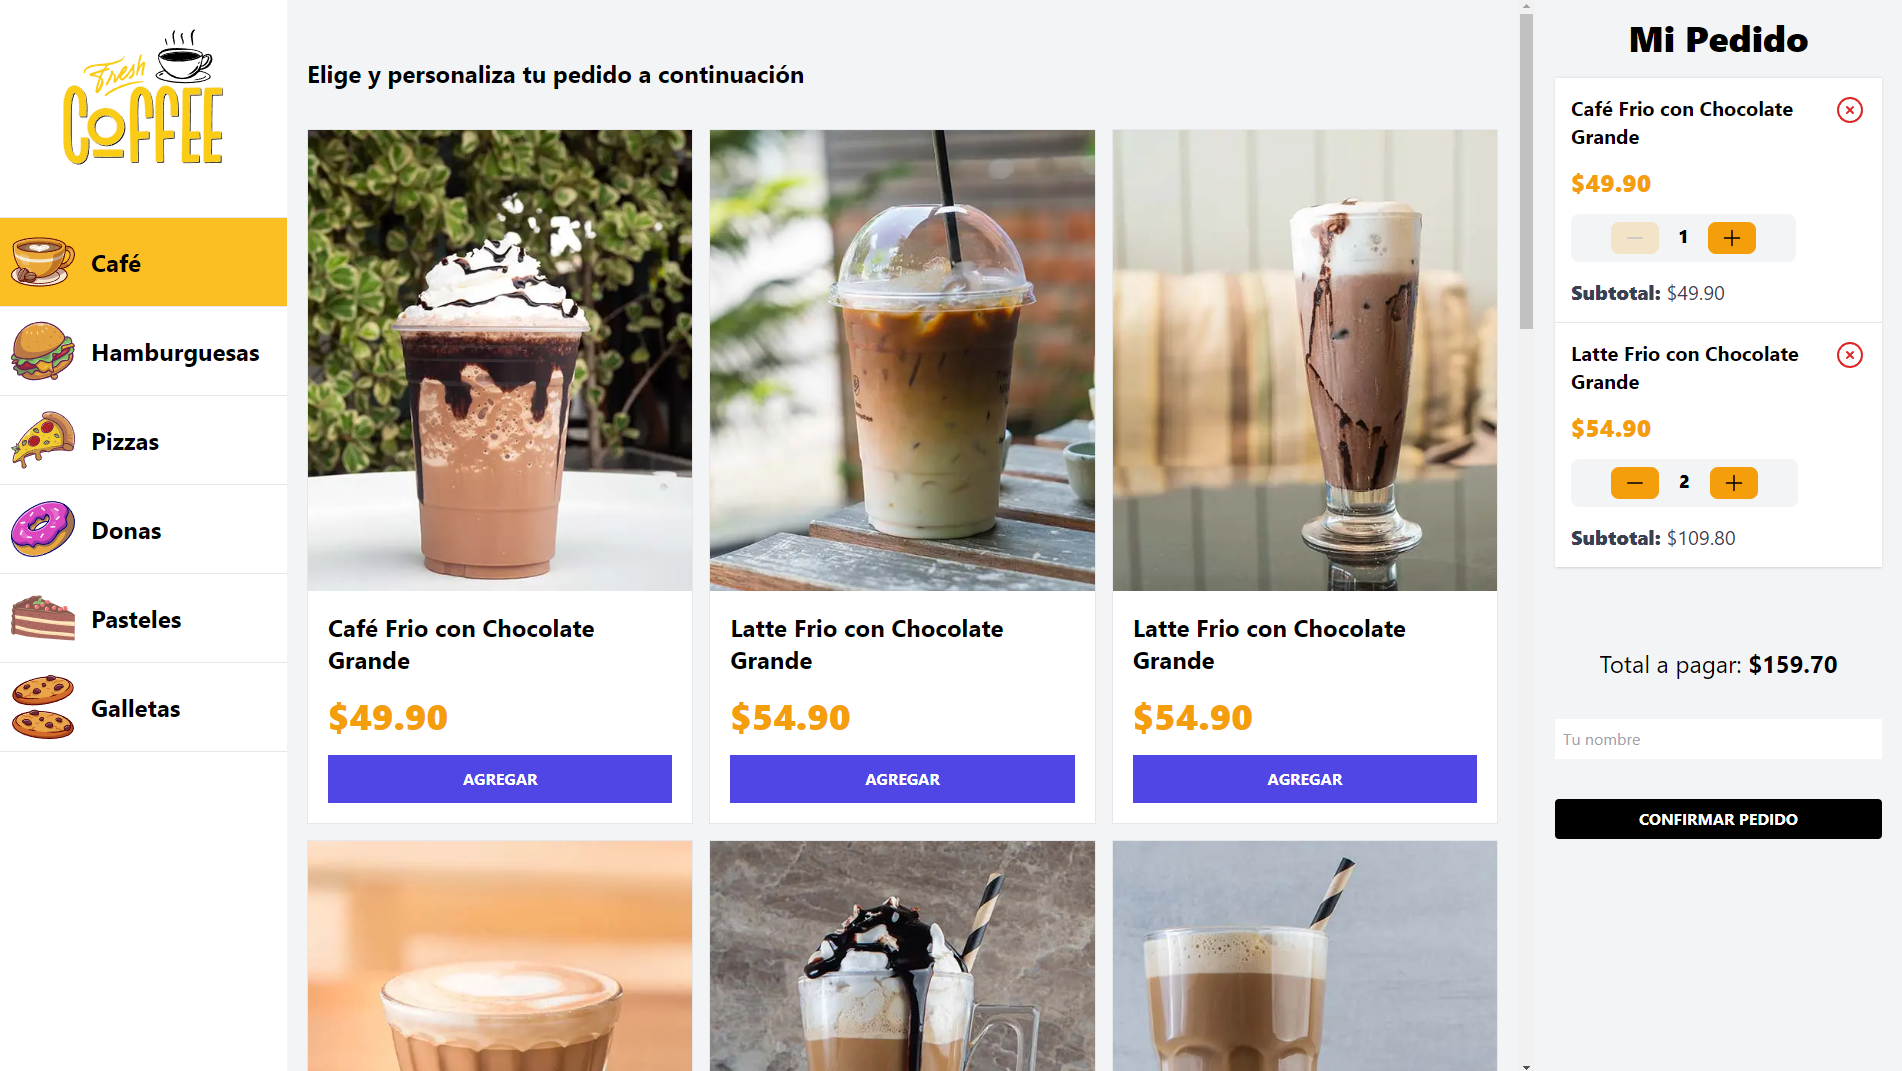 Fresh
COFFEE
Café
Hamburguesas
Pizzas
Donas
Pasteles
Galletas
Elige y personaliza tu pedido a continuación
Café Frio con Chocolate
Grande
$49.90
AGREGAR
Latte Frio con Chocolate
Grande
$54.90
AGREGAR
Latte Frio con Chocolate
Grande
$54.90
AGREGAR
Mi Pedido
Café Frio con Chocolate
Grande
$49.90
1
Subtotal: $49.90
Latte Frio con Chocolate
Grande
$54.90
2
Subtotal: $109.80
Total a pagar: $159.70
Tu nombre
CONFIRMAR PEDIDO